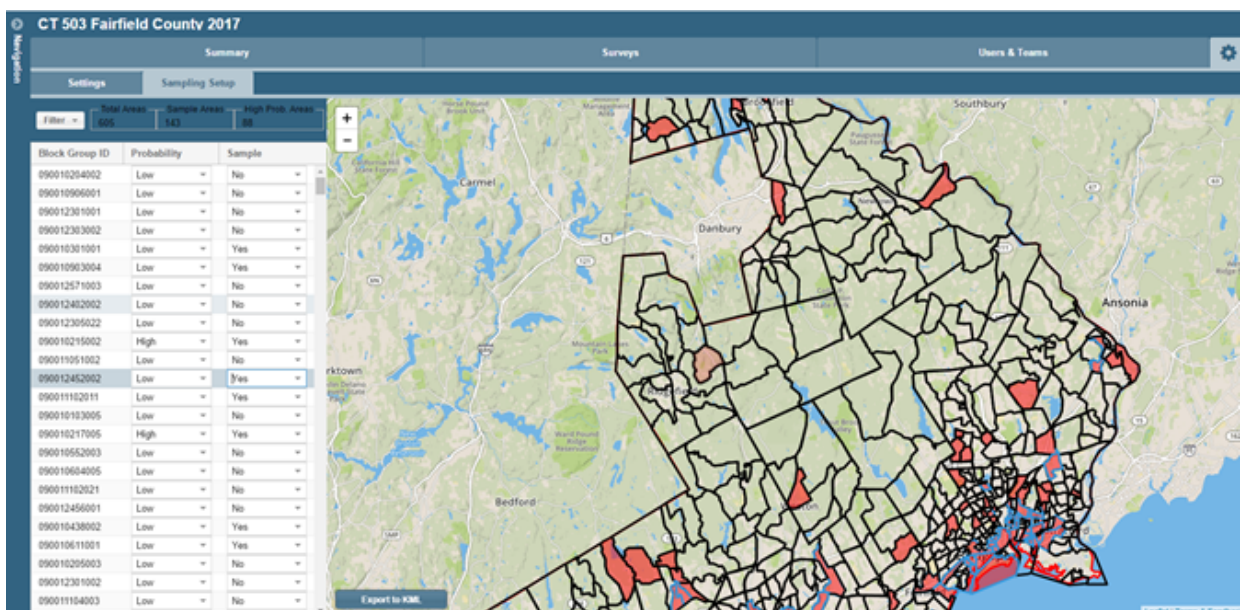 CT 503 Fairfield County 2017
Navigation
Summary
Surveys
Users & Teams
Settings
Sampling Setup
Filter
Total Areas
605
Sample Areas
143
High Prob. Areas
88
Block Group ID Probability Sample
090010204002 Low No
090010906001 Low No
090012301001 Low No
090012303002 Low No
090010301001 Low Yes
090010903004 Low Yes
090012571003 Low No
090012402002 Low No
090012305022 Low No
090010215002 High Yes
090011051002 Low No
090012452002 Low Yes
090011102011 Low Yes
090010103005 Low No
090010217005 High Yes
090010552003 Low No
090010604005 Low No
090011102021 Low No
090012456001 Low No
090010438002 Low Yes
090010611001 Low Yes
090010205003 Low No
090012301002 Low No
090011104003 Low No
+
−
Southbury
Carmel
Danbury
Ansonia
Ward Pound
Ridge
Reservation
Bedford
Export to KML